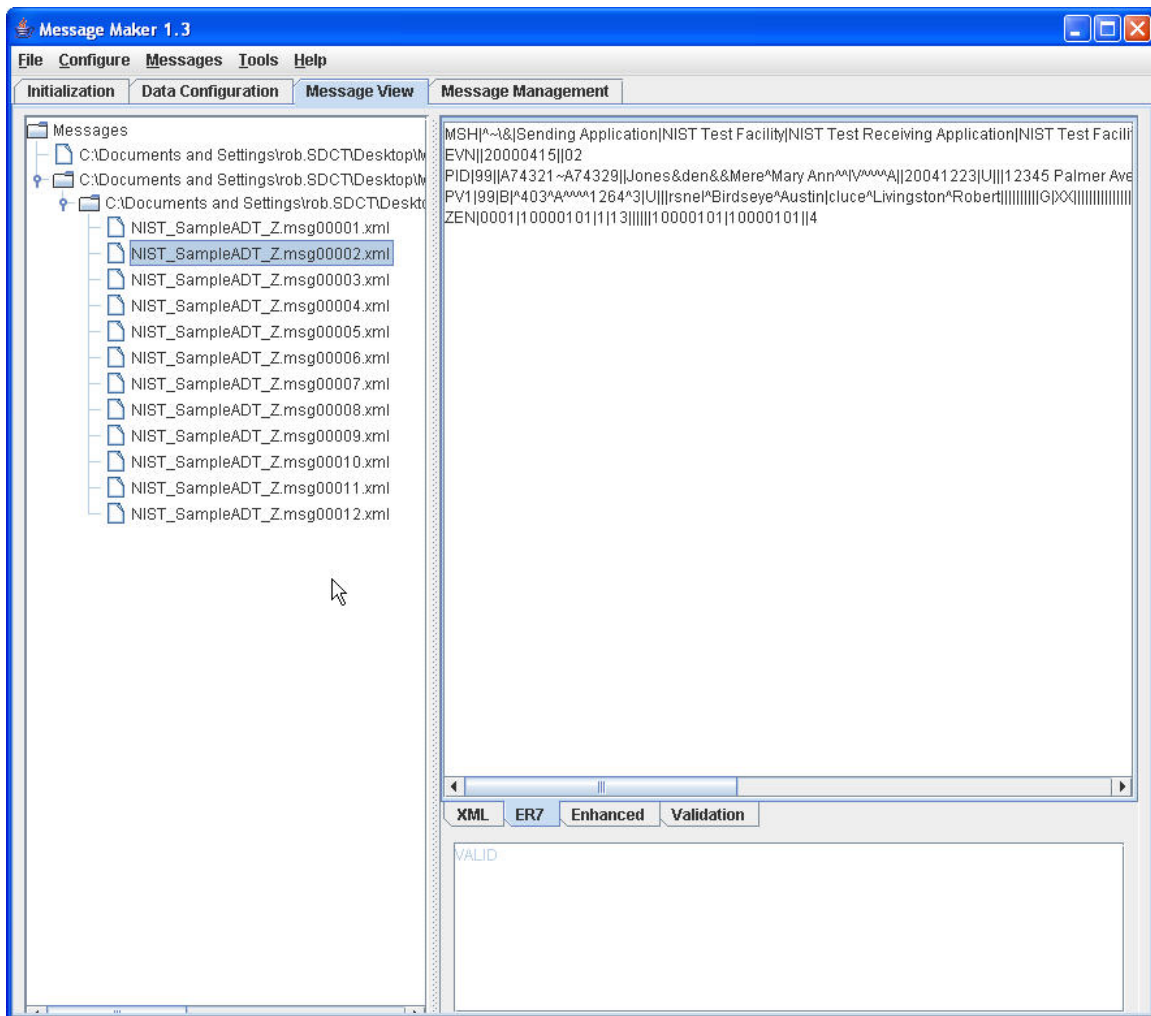 Message Maker 1.3
File Configure Messages Tools Help
Initialization Data Configuration Message View Message Management
Messages
C:\Documents and Settings\rob.SDCT\Desktop\
C:\Documents and Settings\rob.SDCT\Desktop\
C:\Documents and Settings\rob.SDCT\Deskt
NIST_SampleADT_Z.msg00001.xml
NIST_SampleADT_Z.msg00002.xml
NIST_SampleADT_Z.msg00003.xml
NIST_SampleADT_Z.msg00004.xml
NIST_SampleADT_Z.msg00005.xml
NIST_SampleADT_Z.msg00006.xml
NIST_SampleADT_Z.msg00007.xml
NIST_SampleADT_Z.msg00008.xml
NIST_SampleADT_Z.msg00009.xml
NIST_SampleADT_Z.msg00010.xml
NIST_SampleADT_Z.msg00011.xml
NIST_SampleADT_Z.msg00012.xml
MSH|^~\&|Sending Application|NIST Test Facility|NIST Test Receiving Application|NIST Test Facili
EVN||20000415||02
PID|99||A74321~A74329||Jones&den&&Mere^Mary Ann^^IV^^^^A||20041223|U|||12345 Palmer Ave
PV1|99|B|^403^A^^^^1264^3|U|||rsnel^Birdseye^Austin|cluce^Livingston^Robert||||||||||G|XX||||||||||||||
ZEN|0001|10000101|1|13||||||10000101|10000101||4
XML ER7 Enhanced Validation
VALID